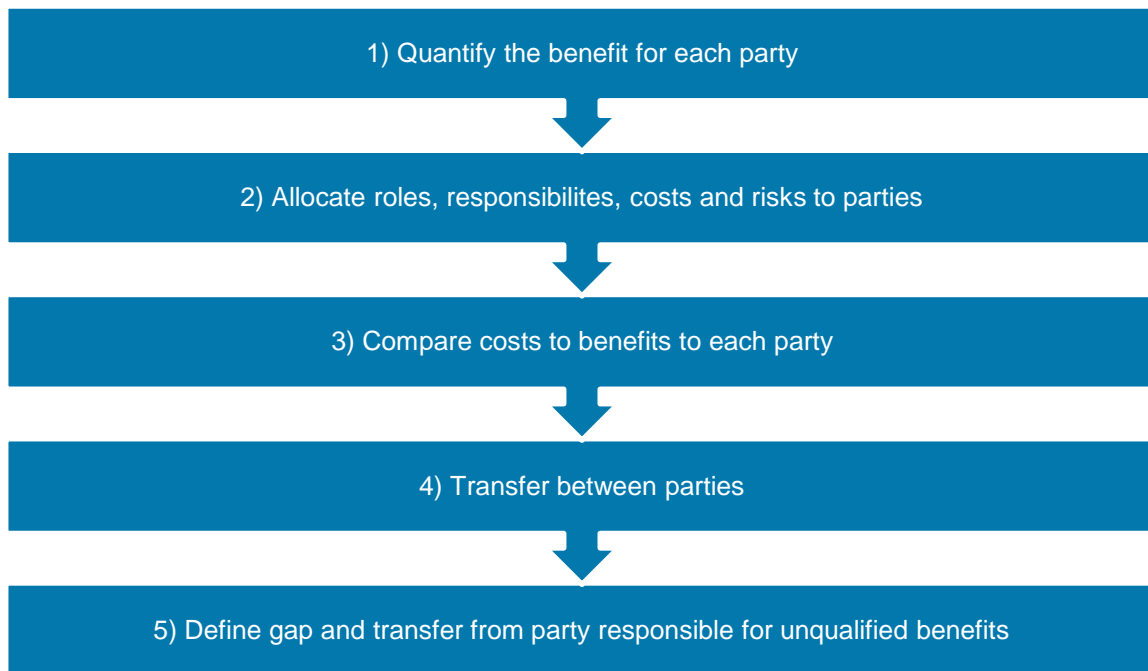 1) Quantify the benefit for each party
2) Allocate roles, responsibilites, costs and risks to parties
3) Compare costs to benefits to each party
4) Transfer between parties
5) Define gap and transfer from party responsible for unqualified benefits